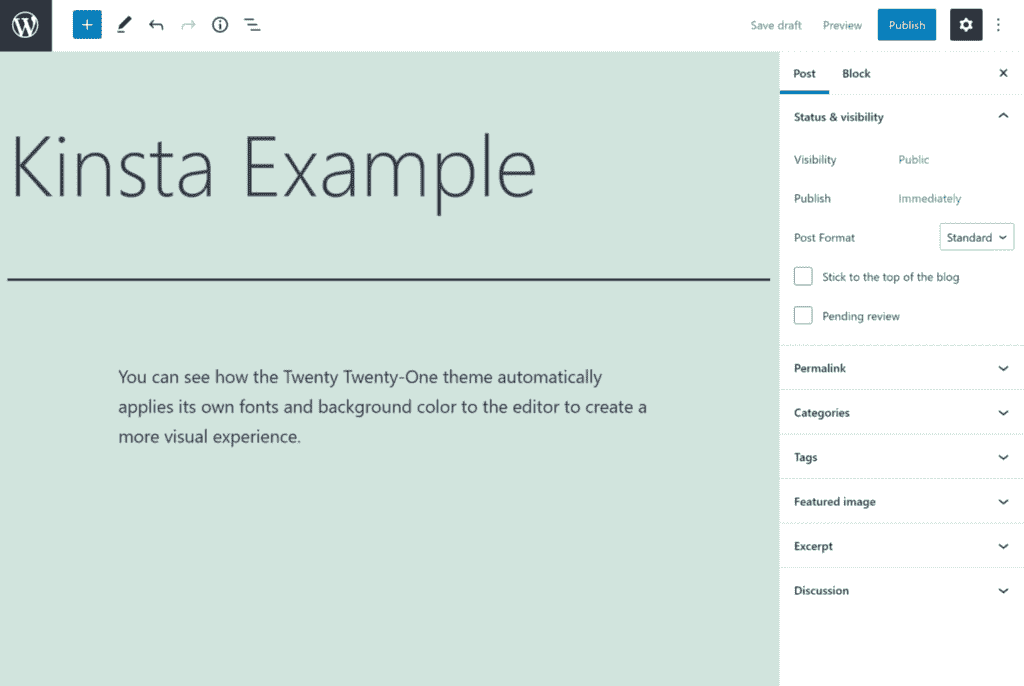 Save draft Preview Publish
Kinsta Example
You can see how the Twenty Twenty-One theme automatically
applies its own fonts and background color to the editor to create a
more visual experience.
Post Block
Status & visibility
Visibility Public
Publish Immediately
Post Format Standard
Stick to the top of the blog
Pending review
Permalink
Categories
Tags
Featured image
Excerpt
Discussion